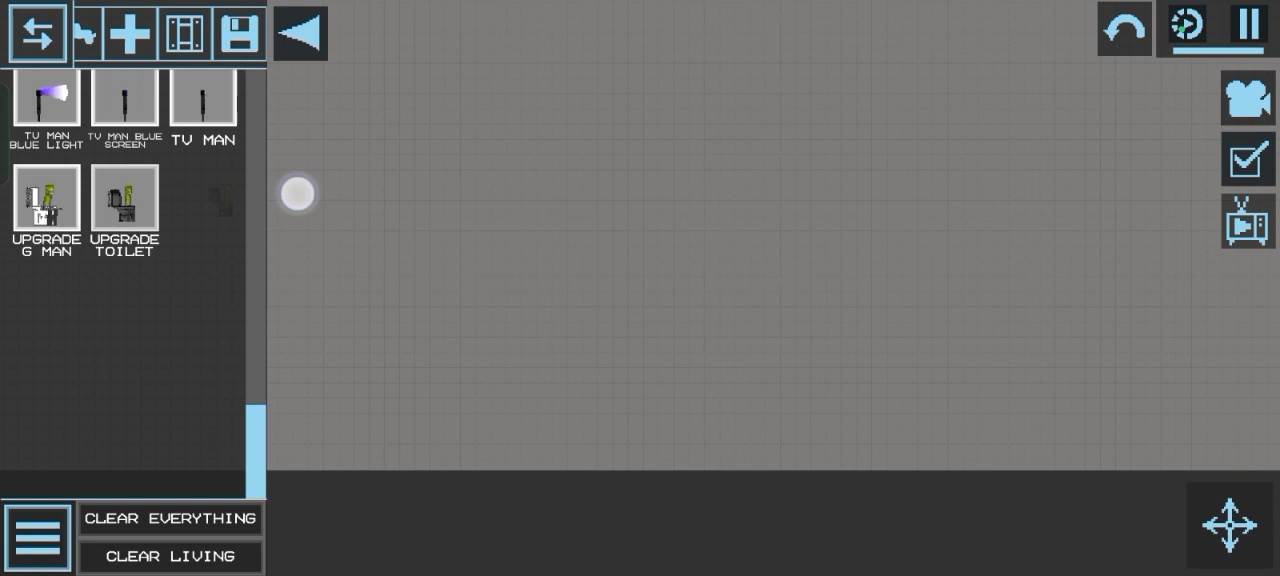 TV MAN
BLUE LIGHT
TV MAN BLUE
SCREEN
TV MAN
UPGRADE
G MAN
UPGRADE
TOILET
CLEAR EVERYTHING
CLEAR LIVING